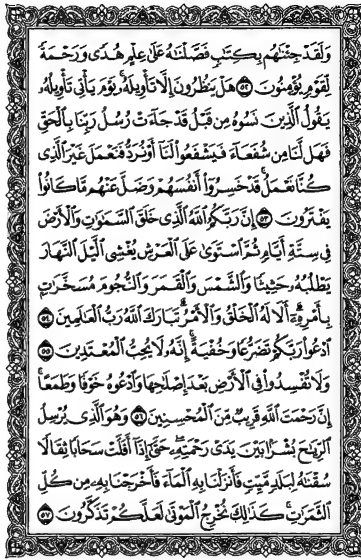 وَلَقَدْ جِئْنَٰهُم بِكِتَٰبٍ فَصَّلْنَٰهُ عَلَىٰ عِلْمٍ هُدًى وَرَحْمَةً
لِّقَوْمٍ يُؤْمِنُونَ ٥٢ هَلْ يَنظُرُونَ إِلَّا تَأْوِيلَهُۥ يَوْمَ يَأْتِى تَأْوِيلُهُۥ
يَقُولُ ٱلَّذِينَ نَسُوهُ مِن قَبْلُ قَدْ جَآءَتْ رُسُلُ رَبِّنَا بِٱلْحَقِّ
فَهَل لَّنَا مِن شُفَعَآءَ فَيَشْفَعُوا۟ لَنَآ أَوْ نُرَدُّ فَنَعْمَلَ غَيْرَ ٱلَّذِى
كُنَّا نَعْمَلُ قَدْ خَسِرُوٓا۟ أَنفُسَهُمْ وَضَلَّ عَنْهُم مَّا كَانُوا۟
يَفْتَرُونَ ٥٣ إِنَّ رَبَّكُمُ ٱللَّهُ ٱلَّذِى خَلَقَ ٱلسَّمَٰوَٰتِ وَٱلْأَرْضَ
فِى سِتَّةِ أَيَّامٍ ثُمَّ ٱسْتَوَىٰ عَلَى ٱلْعَرْشِ يُغْشِى ٱلَّيْلَ ٱلنَّهَارَ
يَطْلُبُهُۥ حَثِيثًا وَٱلشَّمْسَ وَٱلْقَمَرَ وَٱلنُّجُومَ مُسَخَّرَٰتٍۭ
بِأَمْرِهِۦٓ أَلَا لَهُ ٱلْخَلْقُ وَٱلْأَمْرُ تَبَارَكَ ٱللَّهُ رَبُّ ٱلْعَٰلَمِينَ ٥٤
ٱدْعُوا۟ رَبَّكُمْ تَضَرُّعًا وَخُفْيَةً إِنَّهُۥ لَا يُحِبُّ ٱلْمُعْتَدِينَ ٥٥
وَلَا تُفْسِدُوا۟ فِى ٱلْأَرْضِ بَعْدَ إِصْلَٰحِهَا وَٱدْعُوهُ خَوْفًا وَطَمَعًا
إِنَّ رَحْمَتَ ٱللَّهِ قَرِيبٌ مِّنَ ٱلْمُحْسِنِينَ ٥٦ وَهُوَ ٱلَّذِى يُرْسِلُ
ٱلرِّيَٰحَ بُشْرًۢا بَيْنَ يَدَىْ رَحْمَتِهِۦ حَتَّىٰٓ إِذَآ أَقَلَّتْ سَحَابًا ثِقَالًا
سُقْنَٰهُ لِبَلَدٍ مَّيِّتٍ فَأَنزَلْنَا بِهِ ٱلْمَآءَ فَأَخْرَجْنَا بِهِۦ مِن كُلِّ
ٱلثَّمَرَٰتِ كَذَٰلِكَ نُخْرِجُ ٱلْمَوْتَىٰ لَعَلَّكُمْ تَذَكَّرُونَ ٥٧